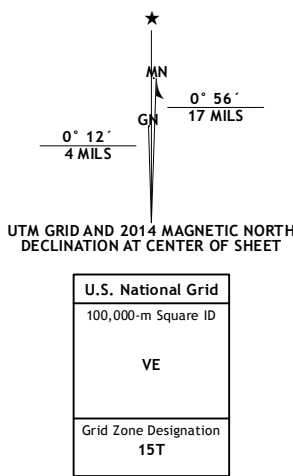 ★
MN
0° 56´
17 MILS
GN
0° 12´
4 MILS
UTM GRID AND 2014 MAGNETIC NORTH
DECLINATION AT CENTER OF SHEET
U.S. National Grid
100,000-m Square ID
VE
Grid Zone Designation
15T